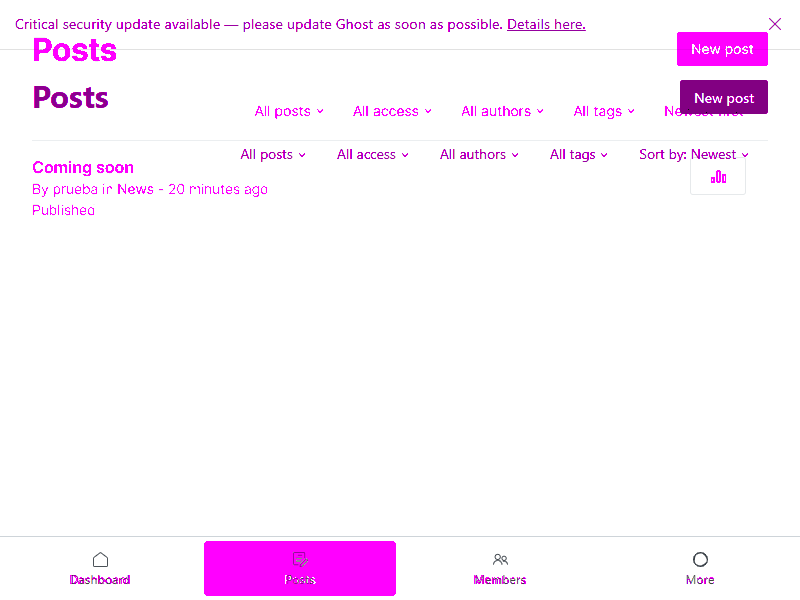 Critical security update available — please update Ghost as soon as possible. Details here.
Posts
New post
Posts
New post
All posts All access All authors All tags Newest first
All posts All access All authors All tags Sort by: Newest
Coming soon
By prueba in News - 20 minutes ago
Published
Dashboard
Posts
Members
More